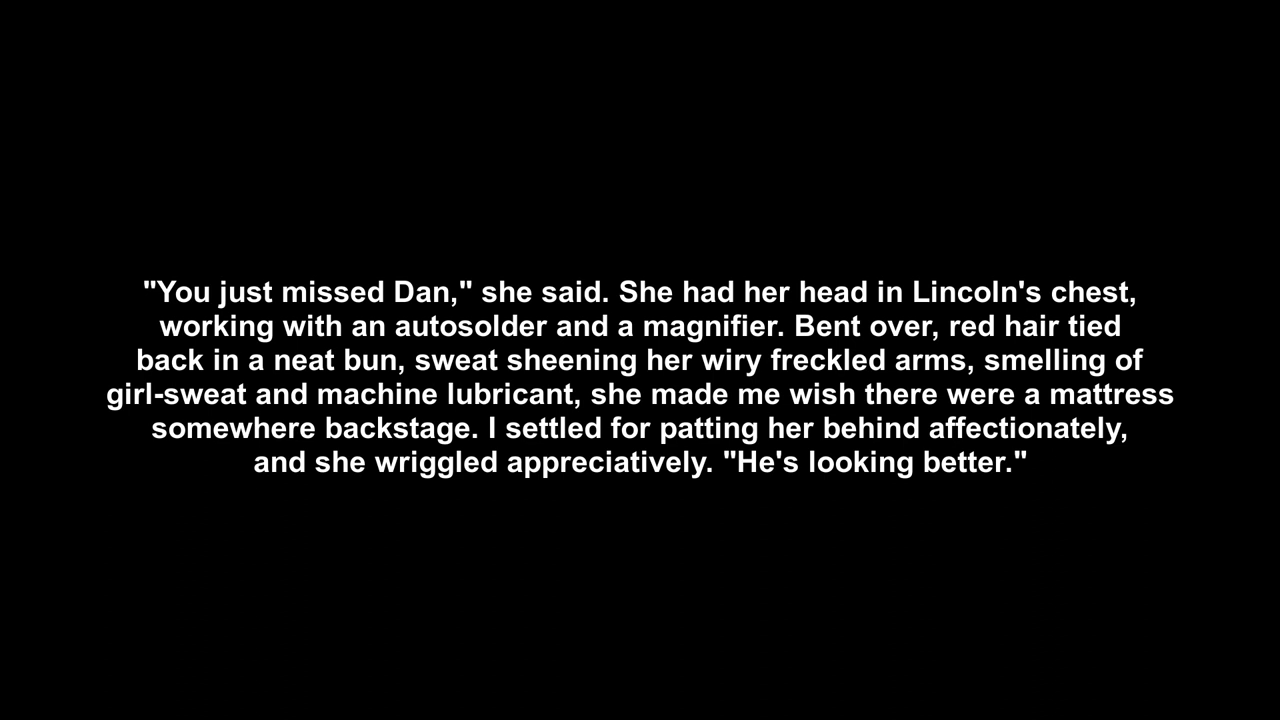 "You just missed Dan," she said. She had her head in Lincoln's chest,
working with an autosolder and a magnifier. Bent over, red hair tied
back in a neat bun, sweat sheening her wiry freckled arms, smelling of
girl-sweat and machine lubricant, she made me wish there were a mattress
somewhere backstage. I settled for patting her behind affectionately,
and she wriggled appreciatively. "He's looking better."